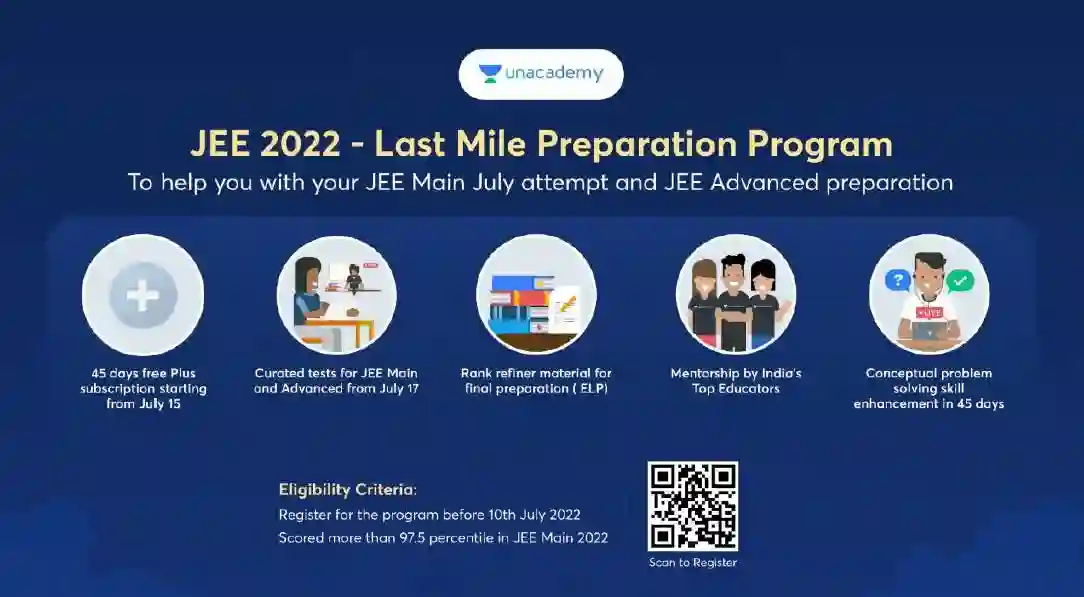 unacademy
JEE 2022 - Last Mile Preparation Program
To help you with your JEE Main July attempt and JEE Advanced preparation
45 days free Plus
subscription starting
from July 15
Curated tests for JEE Main
and Advanced from July 17
Rank refiner material for
final preparation ( ELP)
Mentorship by India's
Top Educators
?
LIVE
Conceptual problem
solving skill
enhancement in 45 days
Eligibility Criteria:
Register for the program before 10th July 2022
Scored more than 97.5 percentile in JEE Main 2022
Scan to Register